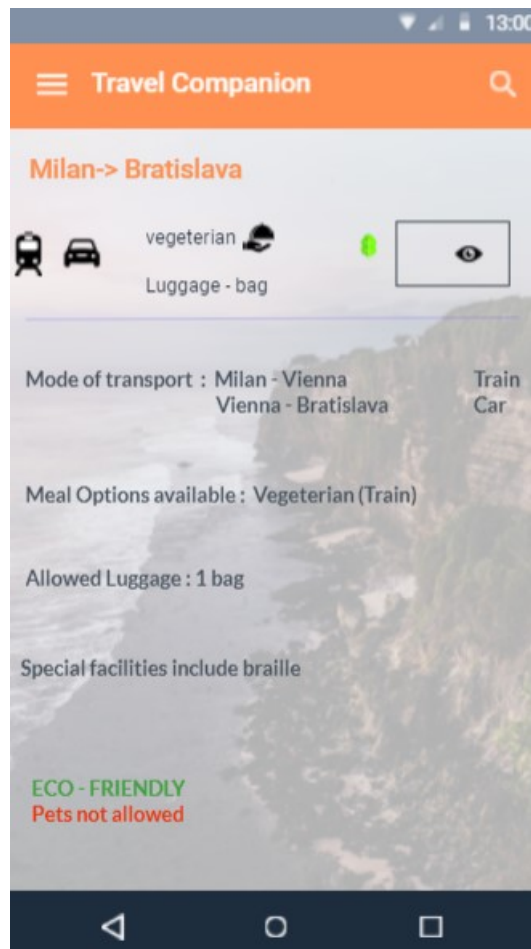 13:00
Travel Companion
Milan-> Bratislava
vegeterian
Luggage - bag
Mode of transport : Milan - Vienna Train
Vienna - Bratislava Car
Meal Options available : Vegeterian (Train)
Allowed Luggage : 1 bag
Special facilities include braille
ECO - FRIENDLY
Pets not allowed